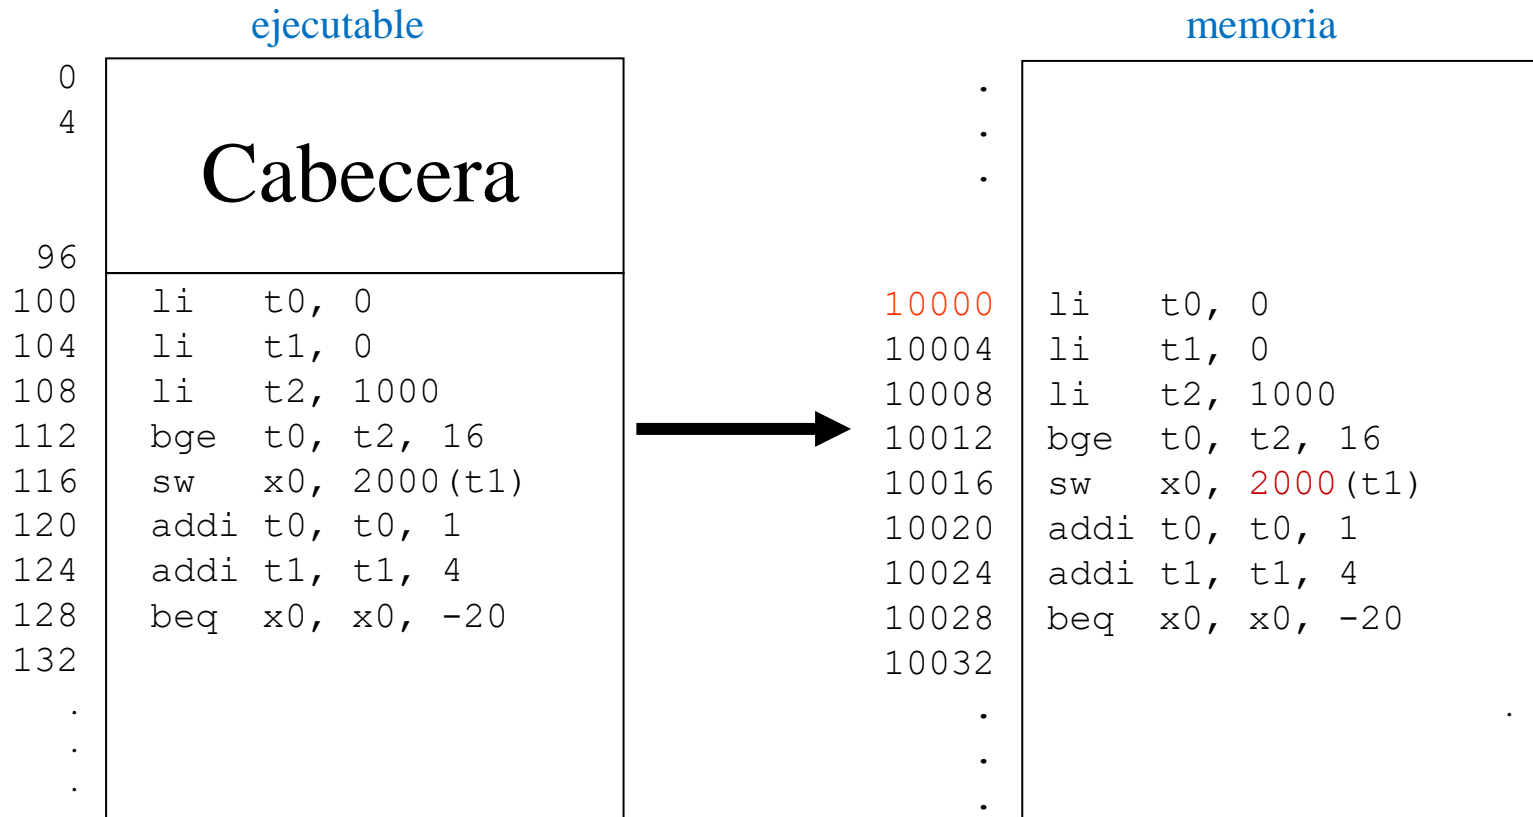 ejecutable
0
4
Cabecera
96
100 li t0, 0
104 li t1, 0
108 li t2, 1000
112 bge t0, t2, 16
116 sw x0, 2000(t1)
120 addi t0, t0, 1
124 addi t1, t1, 4
128 beq x0, x0, -20
132
.
.
.
memoria
.
.
.
10000 li t0, 0
10004 li t1, 0
10008 li t2, 1000
10012 bge t0, t2, 16
10016 sw x0, 2000(t1)
10020 addi t0, t0, 1
10024 addi t1, t1, 4
10028 beq x0, x0, -20
10032
. .
.
.